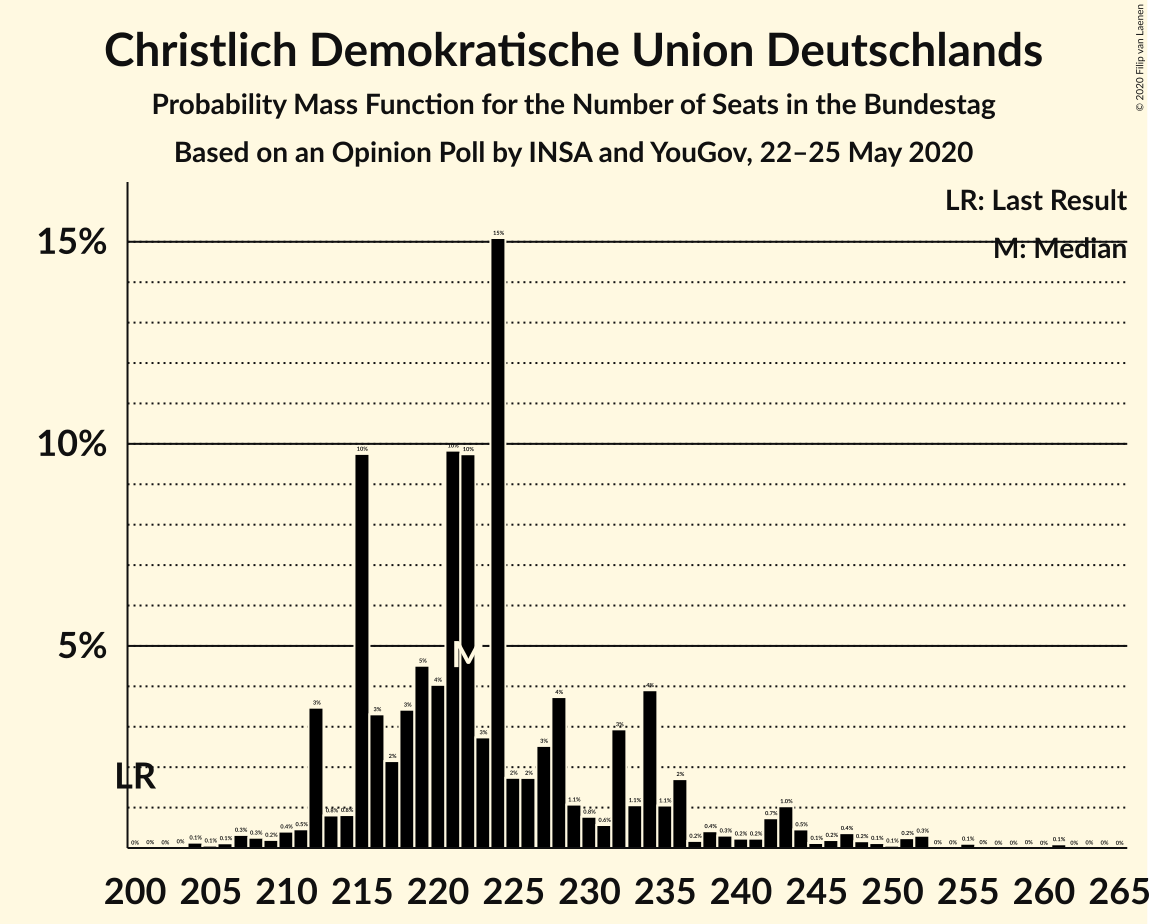 Christlich Demokratische Union Deutschlands
Probability Mass Function for the Number of Seats in the Bundestag
Based on an Opinion Poll by INSA and YouGov, 22–25 May 2020
© 2020 Filip van Laenen
LR: Last Result
M: Median
15%
10%
5%
LR
M
0% 0% 0% 0% 0.1% 0.1% 0.1% 0.3% 0.3% 0.2% 0.4% 0.5% 3% 0.8% 0.8% 10% 3% 2% 3% 5% 4% 10% 10% 3% 15% 2% 2% 3% 4% 1.1% 0.8% 0.6% 3% 1.1% 4% 1.1% 2% 0.2% 0.4% 0.3% 0.2% 0.2% 0.7% 1.0% 0.5% 0.1% 0.2% 0.4% 0.2% 0.1% 0.1% 0.2% 0.3% 0% 0% 0.1% 0% 0% 0% 0% 0% 0.1% 0% 0% 0% 0%
200 205 210 215 220 225 230 235 240 245 250 255 260 265